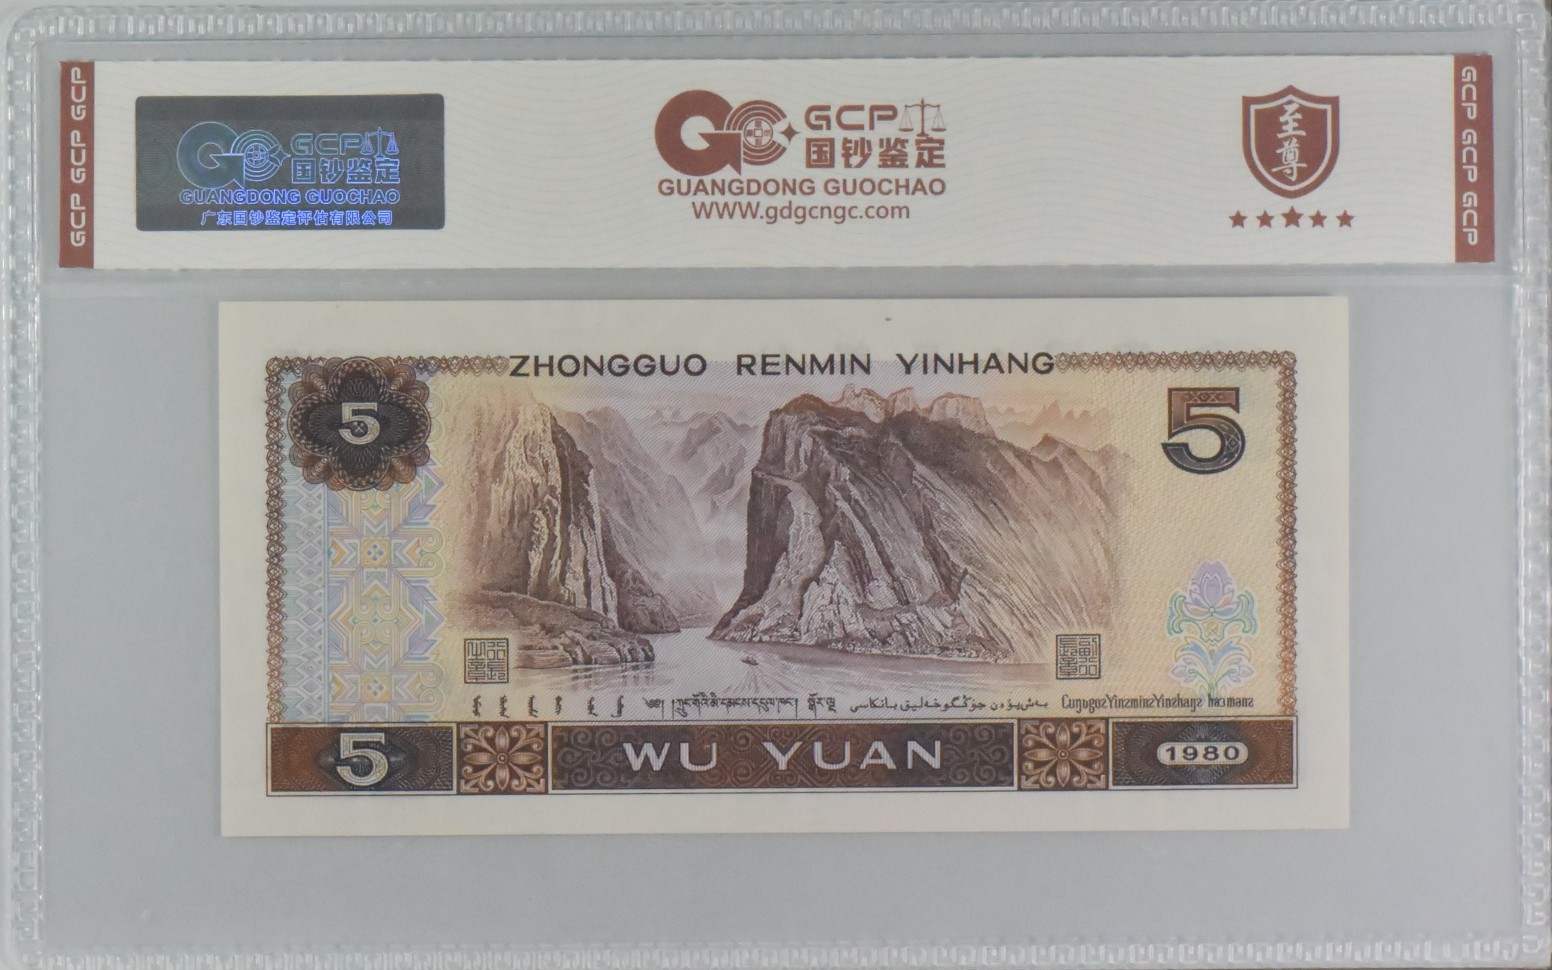 GCP GCP GCP
GCP
国钞鉴定
GUANGDONG GUOCHAO
广东国钞鉴定评估有限公司
GCP
国钞鉴定
GUANGDONG GUOCHAO
WWW.gdgcngc.com
至尊
GCP GCP GCP
ZHONGGUO RENMIN YINHANG
5
5
5
WU YUAN
1980